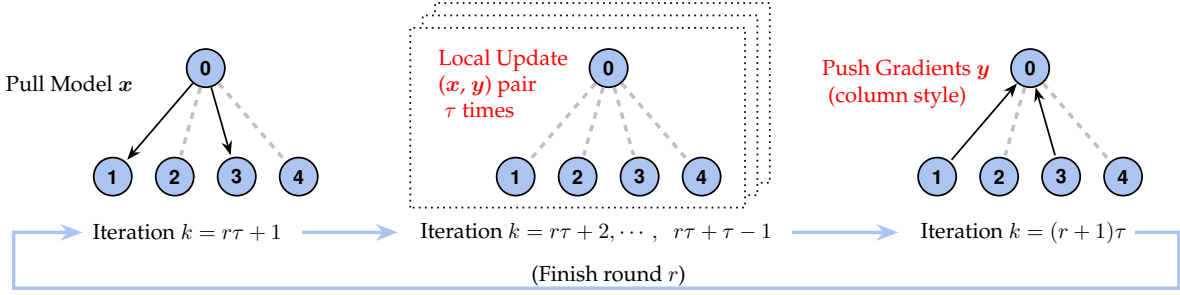 Pull Model x
0
1 2 3 4
Iteration k = rτ + 1
Local Update
(x, y) pair
τ times
0
1 2 3 4
Iteration k = rτ + 2, ⋯ , rτ + τ − 1
Push Gradients y
(column style)
0
1 2 3 4
Iteration k = (r + 1)τ
(Finish round r)